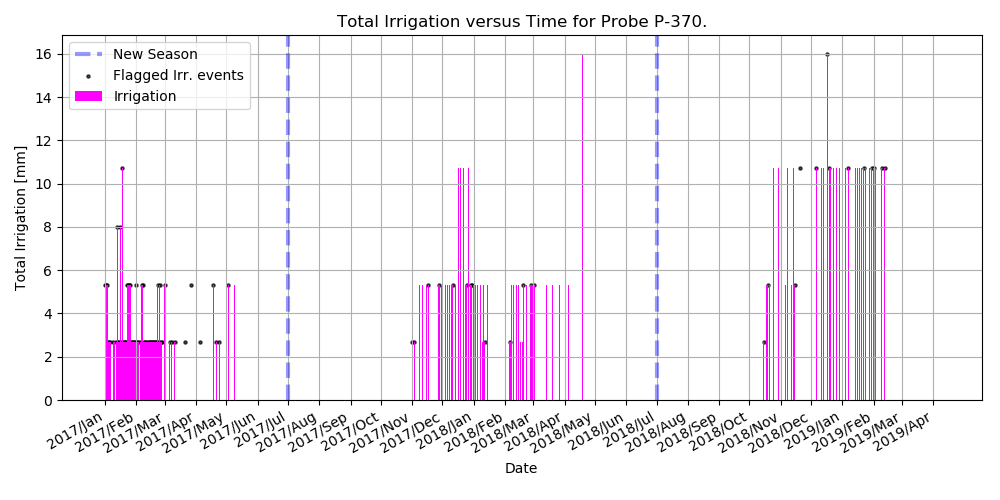 Total Irrigation versus Time for Probe P-370.
New Season
Flagged Irr. events
Irrigation
Total Irrigation [mm]
16
14
12
10
8
6
4
2
0
2017/Jan
2017/Feb
2017/Mar
2017/Apr
2017/May
2017/Jun
2017/Jul
2017/Aug
2017/Sep
2017/Oct
2017/Nov
2017/Dec
2018/Jan
2018/Feb
2018/Mar
2018/Apr
2018/May
2018/Jun
2018/Jul
2018/Aug
2018/Sep
2018/Oct
2018/Nov
2018/Dec
2019/Jan
2019/Feb
2019/Mar
2019/Apr
Date